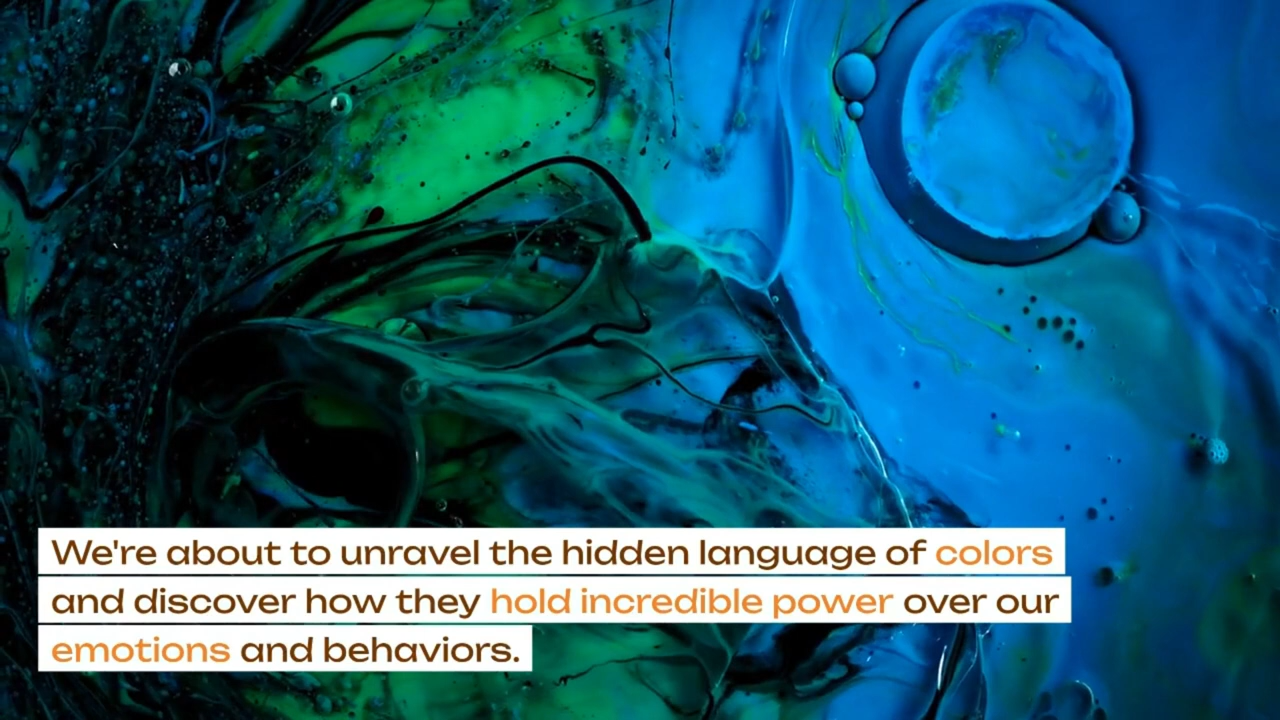 We're about to unravel the hidden language of colors
and discover how they hold incredible power over our
emotions and behaviors.